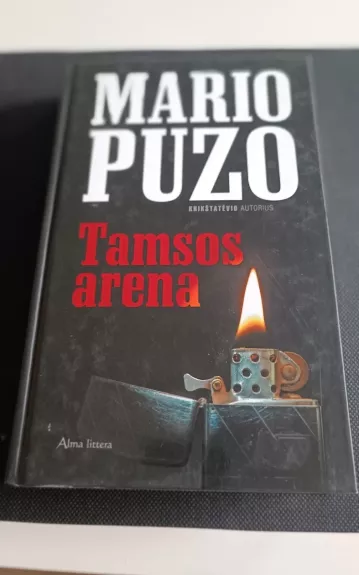 MARIO
PUZO
KRIKŠTATĖVIO AUTORIUS
Tamsos
arena
Alma littera